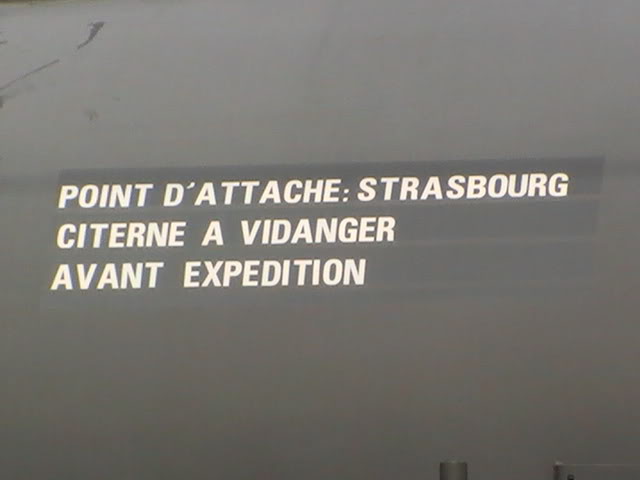 POINT D'ATTACHE: STRASBOURG
CITERNE A VIDANGER
AVANT EXPEDITION